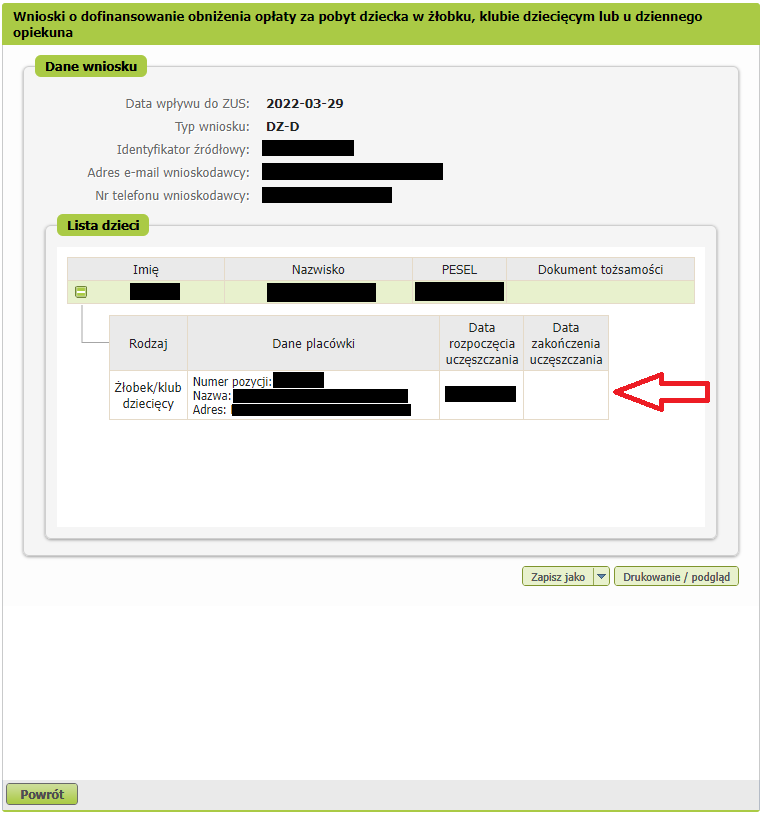 Wnioski o dofinansowanie obniżenia opłaty za pobyt dziecka w żłobku, klubie dziecięcym lub u dziennego
opiekuna
Dane wniosku
Data wpływu do ZUS: 2022-03-29
Typ wniosku: DZ-D
Identyfikator źródłowy:
Adres e-mail wnioskodawcy:
Nr telefonu wnioskodawcy:
Lista dzieci
Imię Nazwisko PESEL Dokument tożsamości
Rodzaj Dane placówki Data rozpoczęcia uczęszczania Data zakończenia uczęszczania
Żłobek/klub dziecięcy
Numer pozycji:
Nazwa:
Adres:
Zapisz jako Drukowanie / podgląd
Powrót